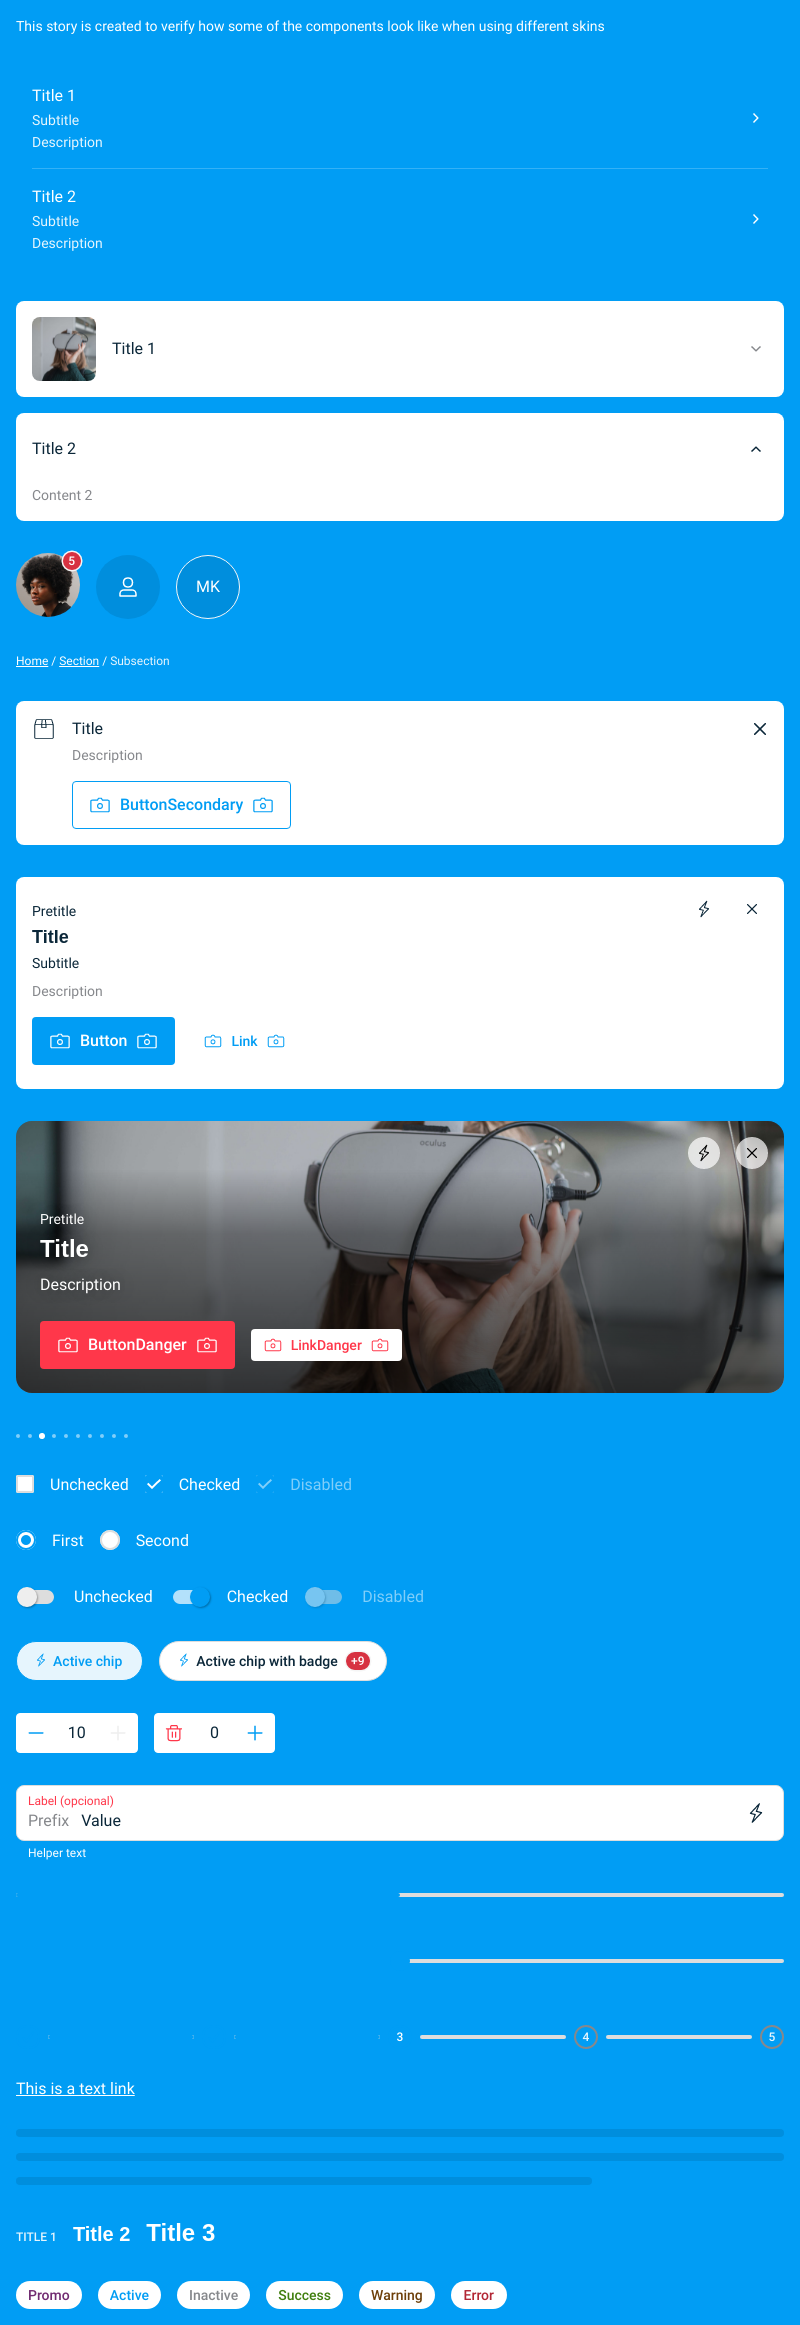 This story is created to verify how some of the components look like when using different skins
Title 1
Subtitle
Description
Title 2
Subtitle
Description
Title 1
Title 2
Content 2
5
MK
Home / Section / Subsection
Title
Description
ButtonSecondary
Pretitle
Title
Subtitle
Description
Button Link
oculus
Pretitle
Title
Description
ButtonDanger LinkDanger
Unchecked Checked Disabled
First Second
Unchecked Checked Disabled
Active chip Active chip with badge +9
10 0
Label (opcional)
Prefix Value
Helper text
3 4 5
This is a text link
TITLE 1 Title 2 Title 3
Promo Active Inactive Success Warning Error